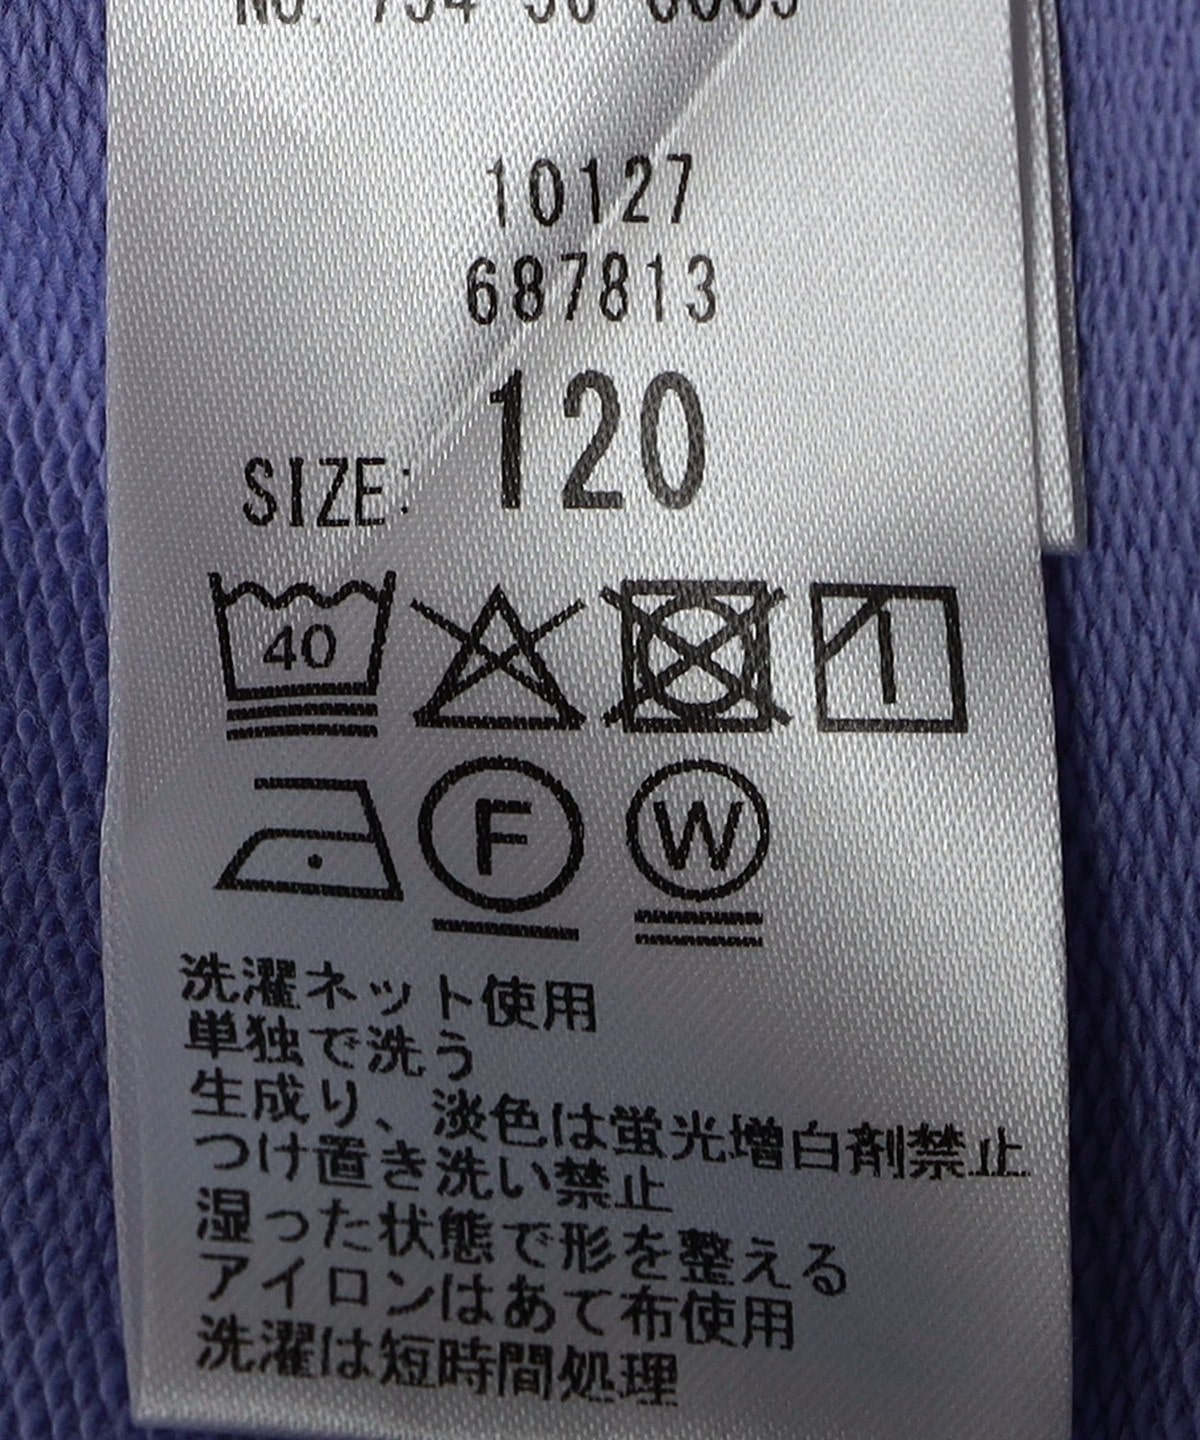 10127
687813
SIZE: 120
40
F W
洗濯ネット使用
単独で洗う
生成り、淡色は蛍光増白剤禁止
つけ置き洗い禁止
湿った状態で形を整える
アイロンはあて布使用
洗濯は短時間処理